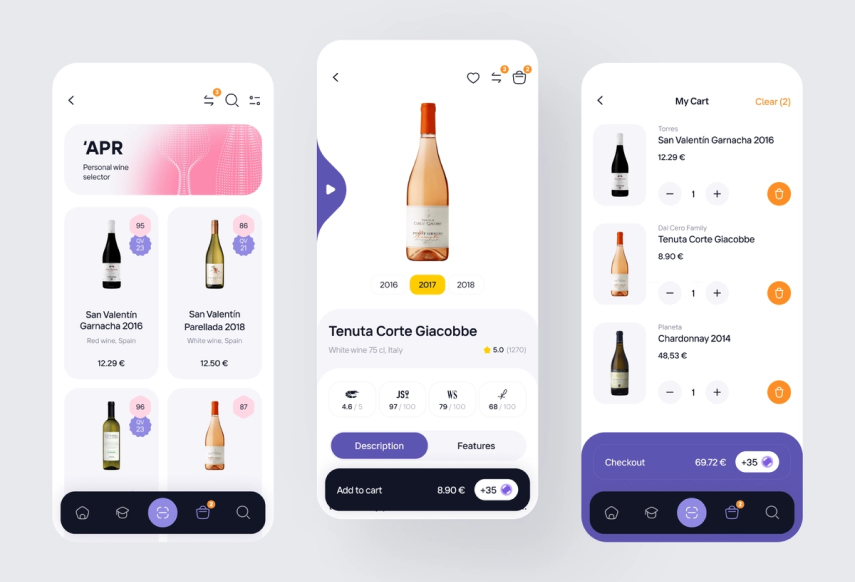 3
'APR
Personal wine
selector
95
QV
23
San Valentín
Garnacha 2016
Red wine, Spain
12.29 €
86
QV
21
San Valentín
Parellada 2018
White wine, Spain
12.50 €
96
QV
23
87
2
3
2
2016
2017
2018
Tenuta Corte Giacobbe
White wine 75 cl, Italy
5.0 (1270)
4.6 / 5
JS
97 / 100
WS
79 / 100
68 / 100
Description
Features
Add to cart
8.90 €
+35
My Cart
Clear (2)
Torres
San Valentín Garnacha 2016
12.29 €
1
Dal Cero Family
Tenuta Corte Giacobbe
8.90 €
1
Planeta
Chardonnay 2014
48,53 €
1
Checkout
69.72 €
+35
2